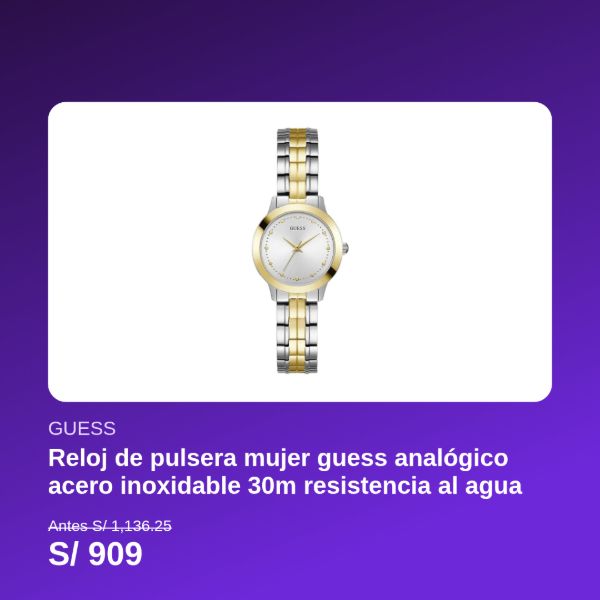 GUESS
GUESS
Reloj de pulsera mujer guess analógico
acero inoxidable 30m resistencia al agua
Antes S/ 1,136.25
S/ 909